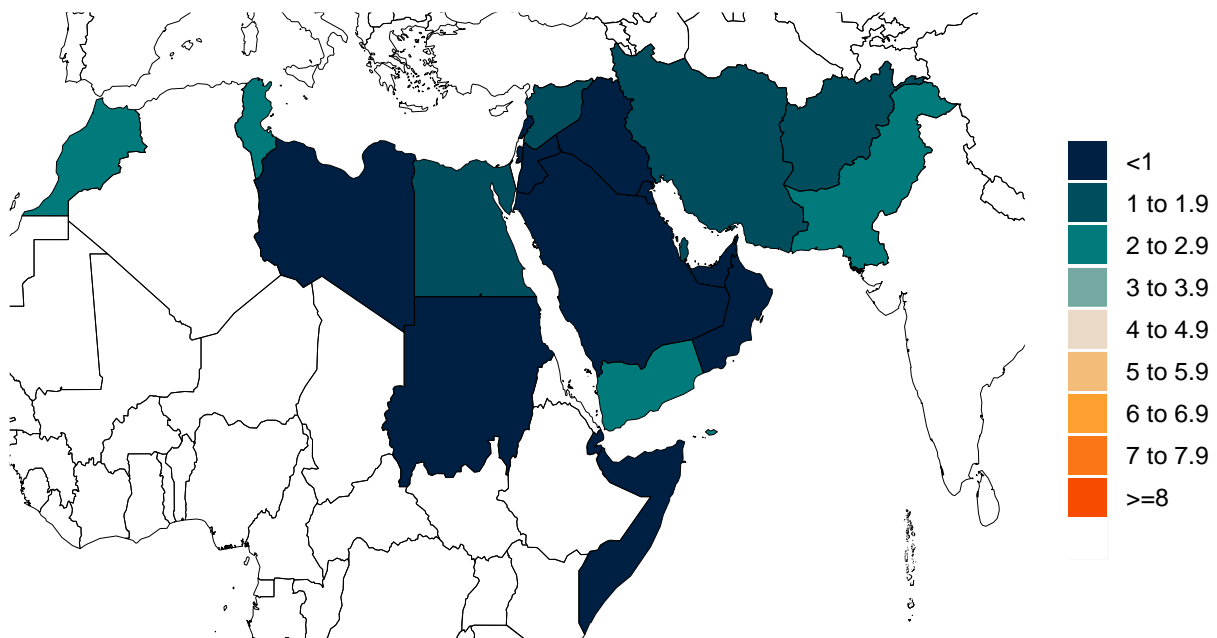 <1
1 to 1.9
2 to 2.9
3 to 3.9
4 to 4.9
5 to 5.9
6 to 6.9
7 to 7.9
>=8